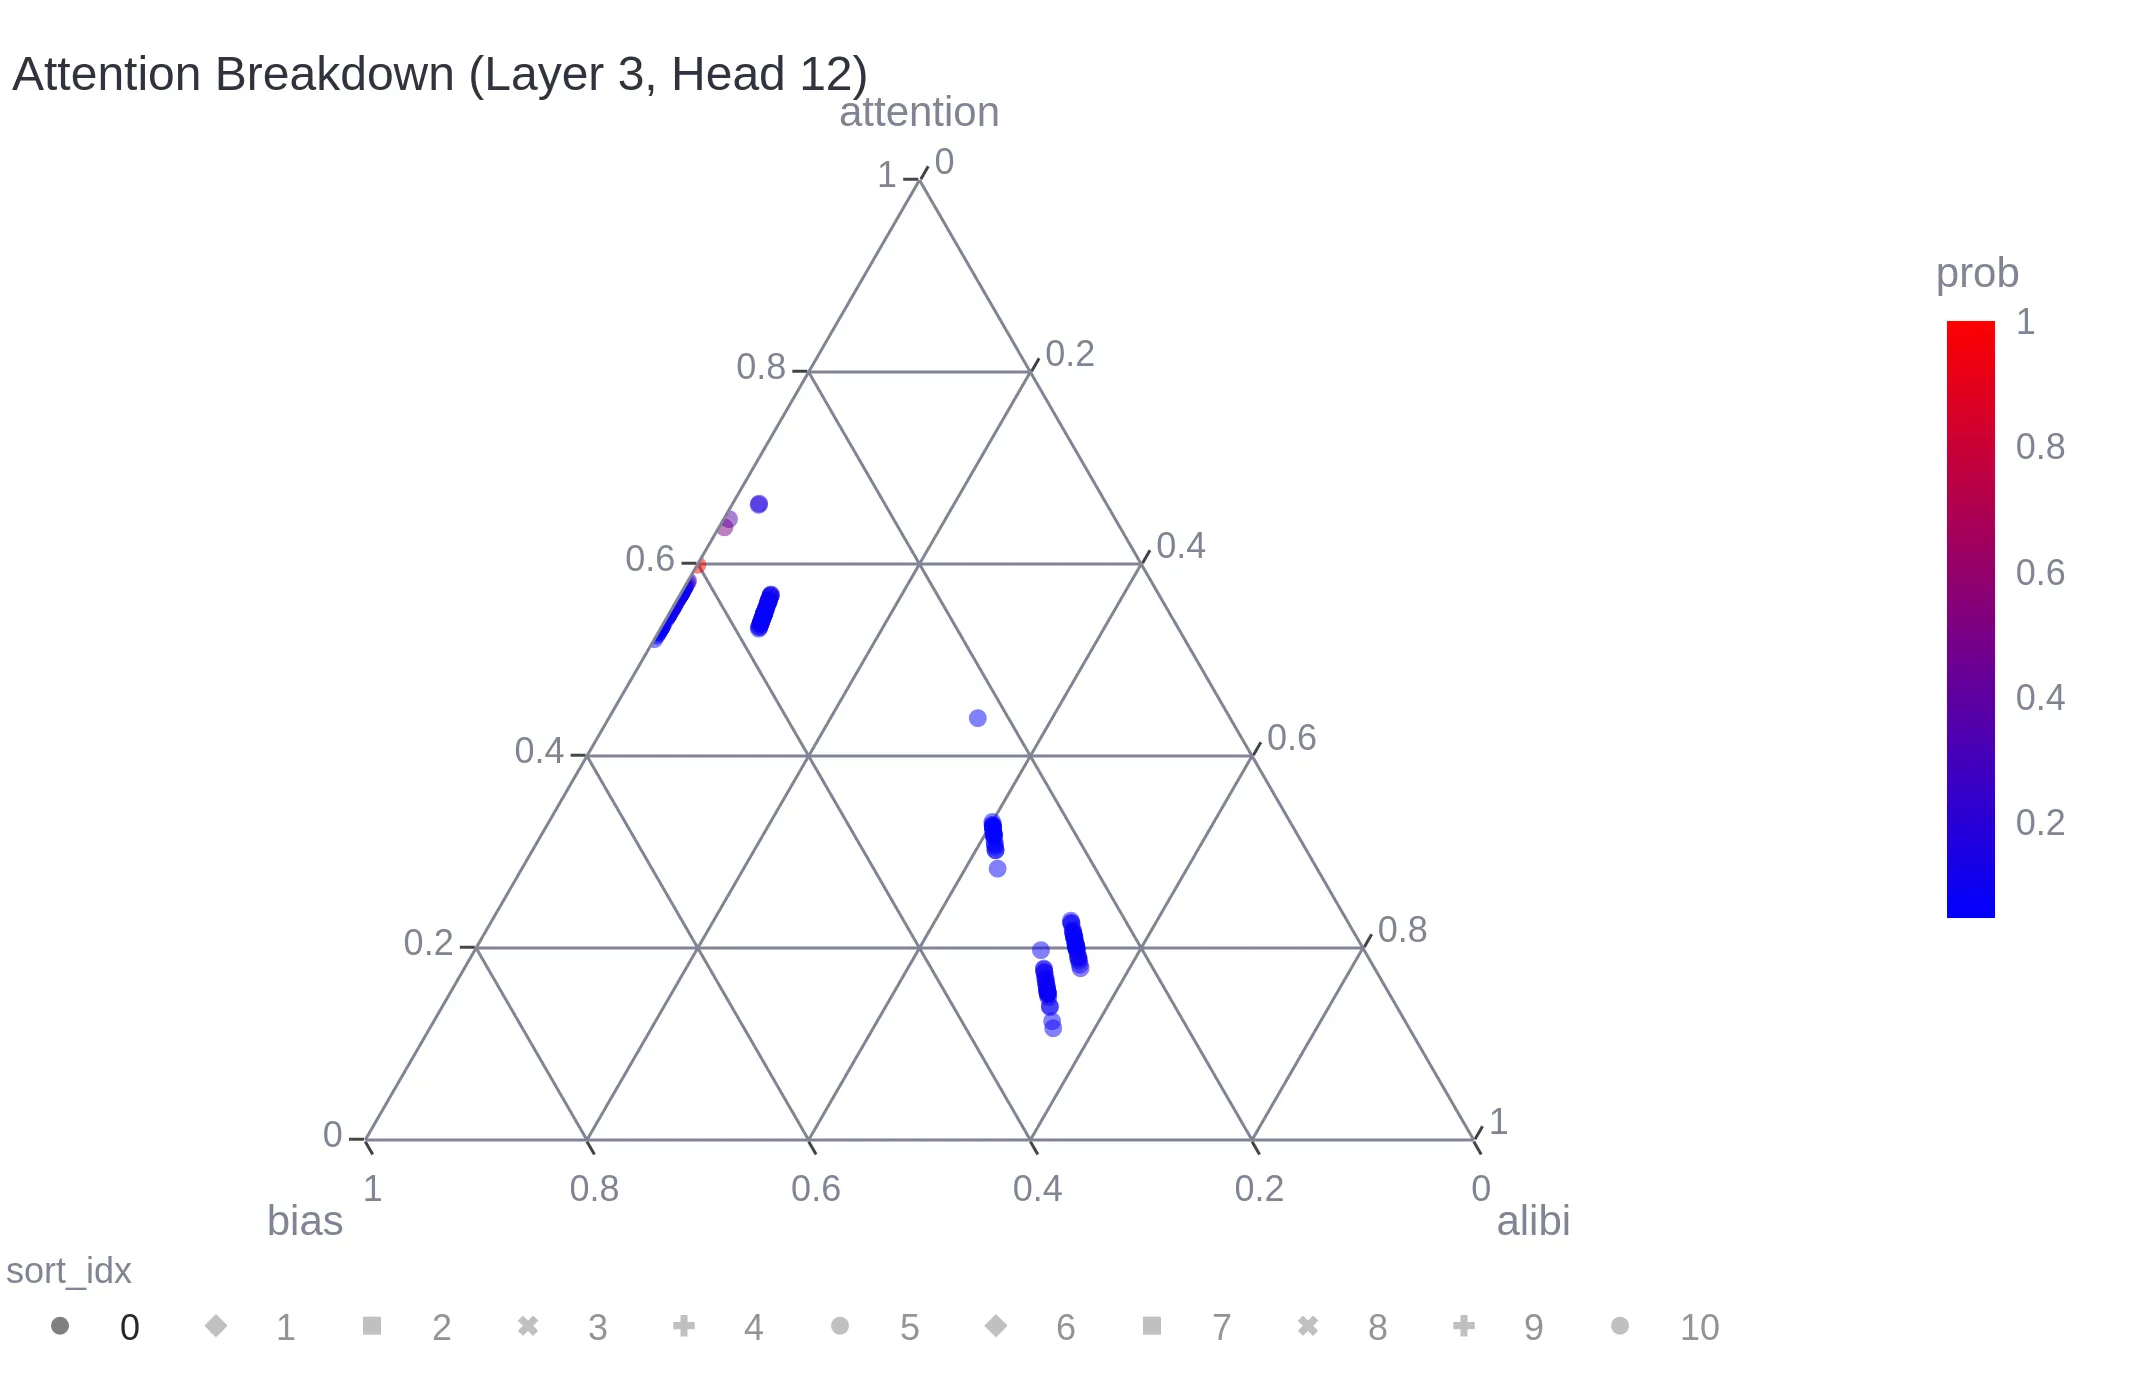 Attention Breakdown (Layer 3, Head 12)
attention
1 0
prob
1
0.8 0.2
0.8
0.6 0.4
0.6
0.4 0.6
0.4
0.2 0.8
0.2
0 1
1 0.8 0.6 0.4 0.2 0
bias alibi
sort_idx
0 1 2 3 4 5 6 7 8 9 10